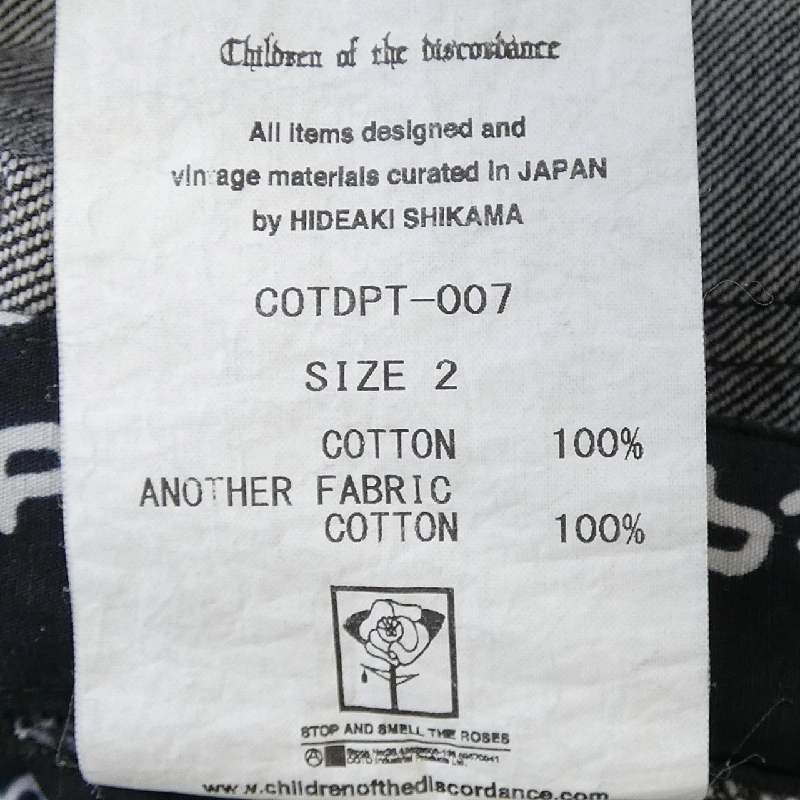 Children of the discordance
All items designed and
vintage materials curated in JAPAN
by HIDEAKI SHIKAMA
COTDPT-007
SIZE 2
COTTON 100%
ANOTHER FABRIC
COTTON 100%
STOP AND SMELL THE ROSES
www.childrenofthediscordance.com